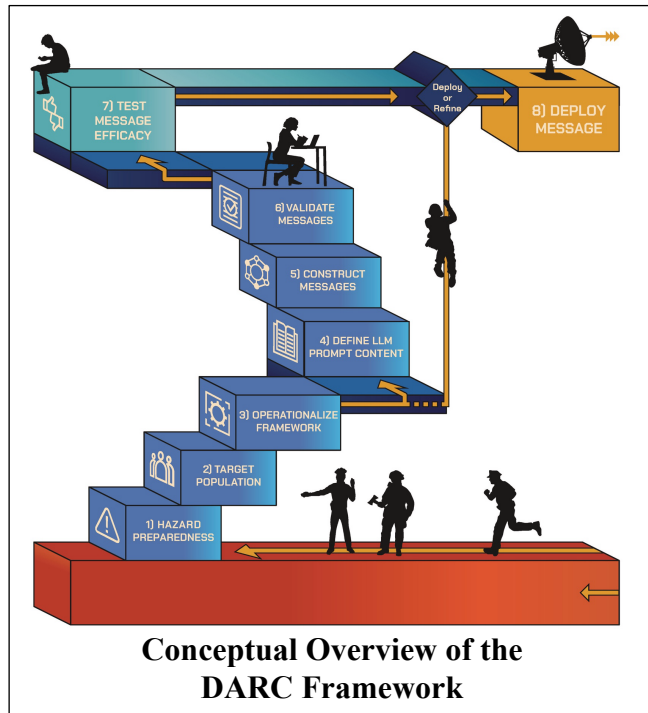 7) TEST
MESSAGE
EFFICACY
Deploy
or
Refine
8) DEPLOY
MESSAGE
6) VALIDATE
MESSAGES
5) CONSTRUCT
MESSAGES
4) DEFINE LLM
PROMPT CONTENT
3) OPERATIONALIZE
FRAMEWORK
2) TARGET
POPULATION
1) HAZARD
PREPAREDNESS
Conceptual Overview of the
DARC Framework